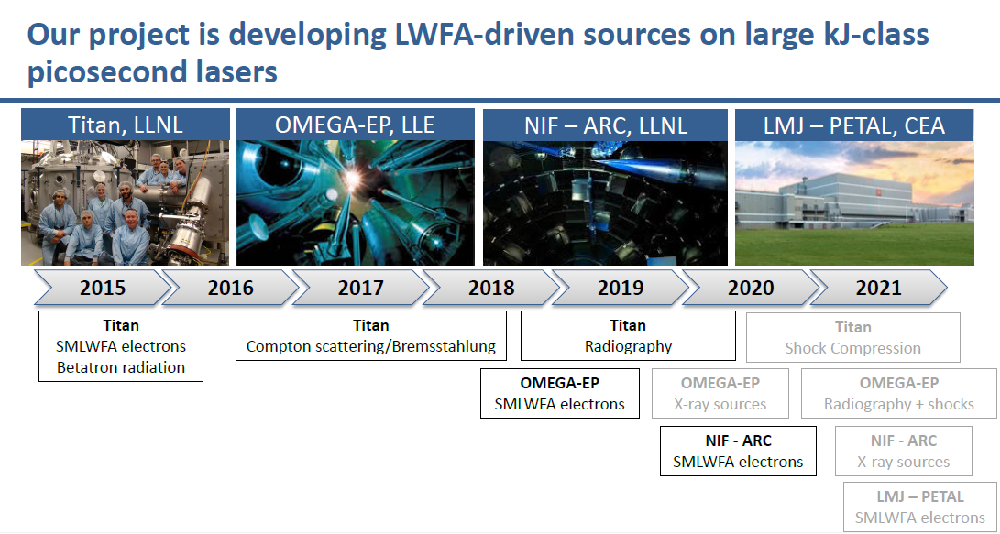 Our project is developing LWFA-driven sources on large kJ-class
picosecond lasers
Titan, LLNL
OMEGA-EP, LLE
NIF – ARC, LLNL
LMJ – PETAL, CEA
2015
2016
2017
2018
2019
2020
2021
Titan
SMLWFA electrons
Betatron radiation
Titan
Compton scattering/Bremsstahlung
Titan
Radiography
Titan
Shock Compression
OMEGA-EP
SMLWFA electrons
OMEGA-EP
X-ray sources
OMEGA-EP
Radiography + shocks
NIF - ARC
SMLWFA electrons
NIF - ARC
X-ray sources
LMJ – PETAL
SMLWFA electrons